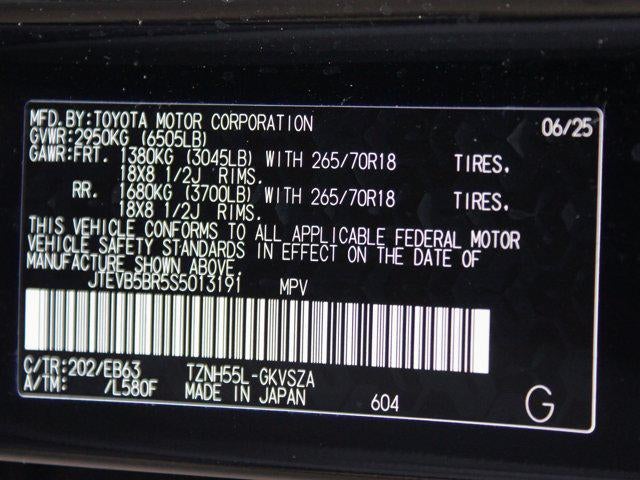 MFD.BY:TOYOTA MOTOR CORPORATION 06/25
GVWR:2950KG (6505LB)
GAWR:FRT. 1380KG (3045LB) WITH 265/70R18 TIRES.
18X8 1/2J RIMS.
RR. 1680KG (3700LB) WITH 265/70R18 TIRES.
18X8 1/2J RIMS.
THIS VEHICLE CONFORMS TO ALL APPLICABLE FEDERAL MOTOR
VEHICLE SAFETY STANDARDS IN EFFECT ON THE DATE OF
MANUFACTURE SHOWN ABOVE.
JTEVB5BR5S5013191 MPV
C/TR:202/EB63 TZNH55L-GKVSZA
A/TM: /L580F MADE IN JAPAN 604 G